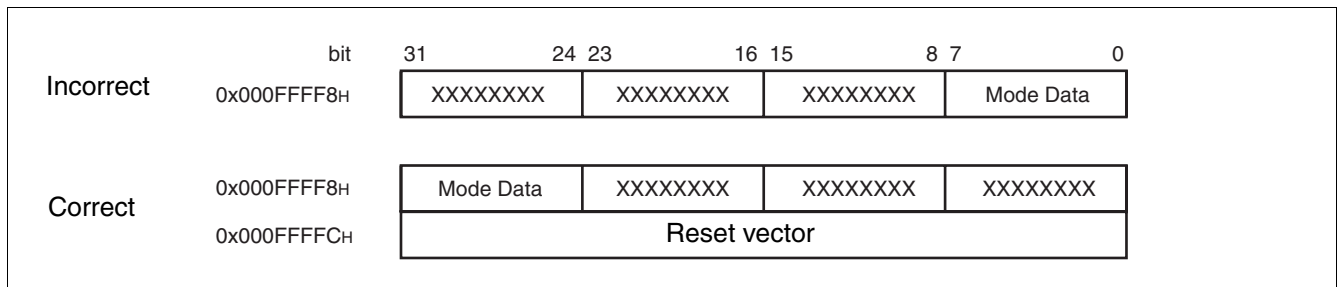 bit 31 24 23 16 15 8 7 0
Incorrect 0x000FFFF8H XXXXXXXX XXXXXXXX XXXXXXXX Mode Data
0x000FFFF8H Mode Data XXXXXXXX XXXXXXXX XXXXXXXX
Correct
0x000FFFFCH Reset vector